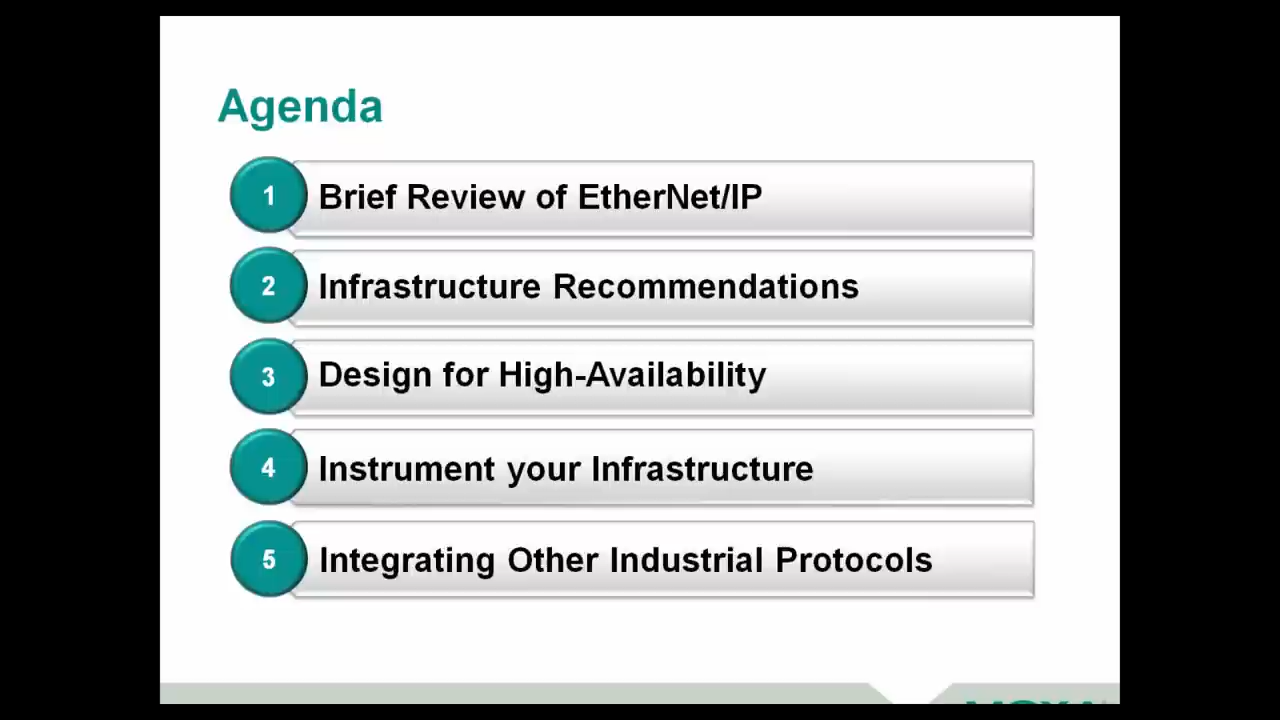 Agenda
1 Brief Review of EtherNet/IP
2 Infrastructure Recommendations
3 Design for High-Availability
4 Instrument your Infrastructure
5 Integrating Other Industrial Protocols